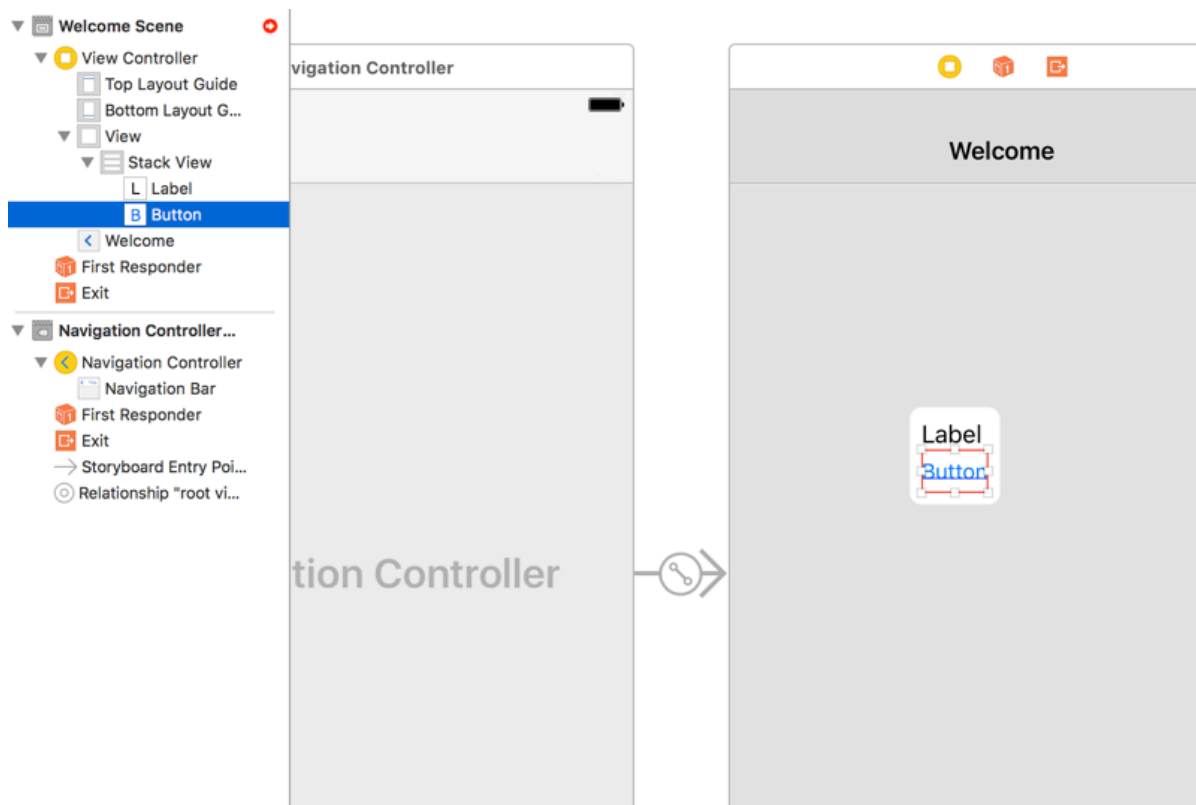 Welcome Scene
View Controller
Top Layout Guide
Bottom Layout G...
View
Stack View
L Label
B Button
Welcome
First Responder
Exit
Navigation Controller...
Navigation Controller
Navigation Bar
First Responder
Exit
Storyboard Entry Poi...
Relationship "root vi...
vigation Controller
tion Controller
Welcome
Label
Button